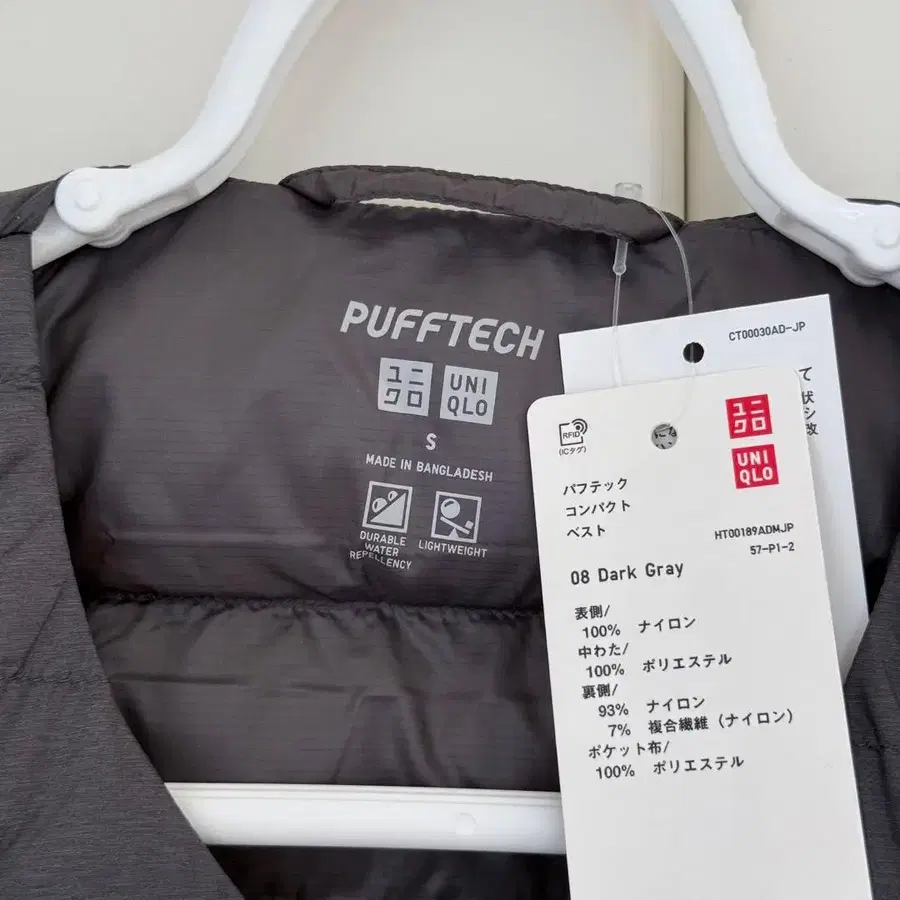 PUFFTECH
ユニ
クロ
UNI
QLO
S
MADE IN BANGLADESH
DURABLE
WATER
REPELLENCY
LIGHTWEIGHT
CT00030AD-JP
て
状
シ
改
RFID
(ICタグ)
ユニ
クロ
UNI
QLO
パフテック
コンパクト
ベスト
HT00189ADMJP
57-P1-2
08 Dark Gray
表側/
100% ナイロン
中わた/
100% ポリエステル
裏側/
93% ナイロン
7% 複合繊維（ナイロン）
ポケット布/
100% ポリエステル